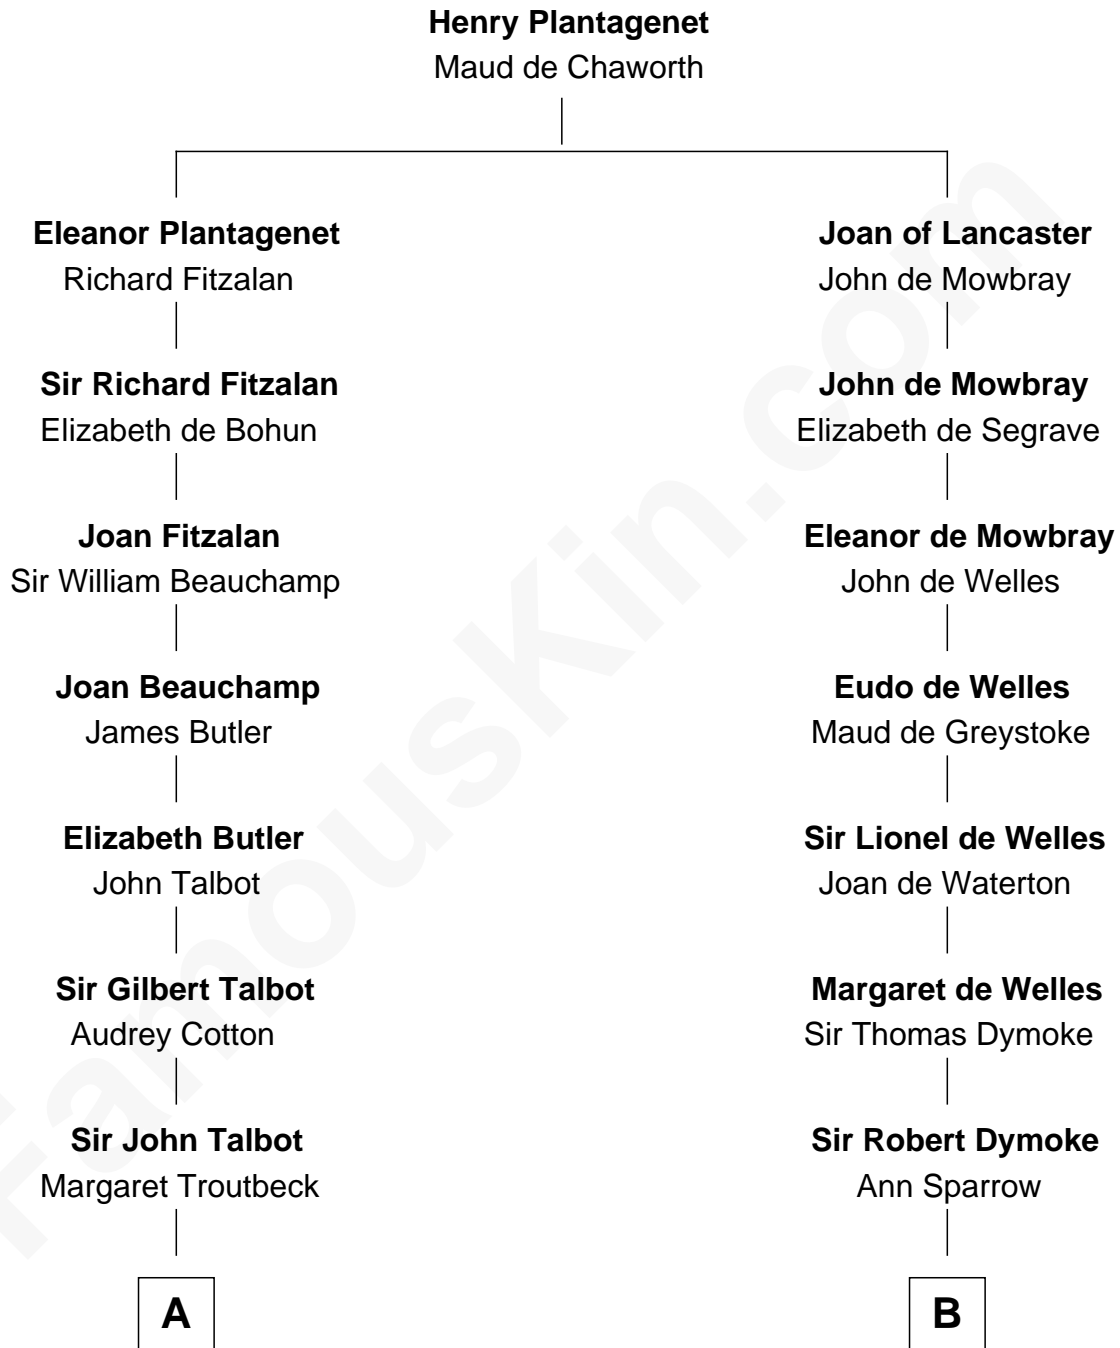 Henry Plantagenet
Maud de Chaworth
Eleanor Plantagenet
Richard Fitzalan
Joan of Lancaster
John de Mowbray
Sir Richard Fitzalan
Elizabeth de Bohun
John de Mowbray
Elizabeth de Segrave
Joan Fitzalan
Sir William Beauchamp
Eleanor de Mowbray
John de Welles
Joan Beauchamp
James Butler
Eudo de Welles
Maud de Greystoke
Elizabeth Butler
John Talbot
Sir Lionel de Welles
Joan de Waterton
Sir Gilbert Talbot
Audrey Cotton
Margaret de Welles
Sir Thomas Dymoke
Sir John Talbot
Margaret Troutbeck
Sir Robert Dymoke
Ann Sparrow
A
B
FamousKin.com